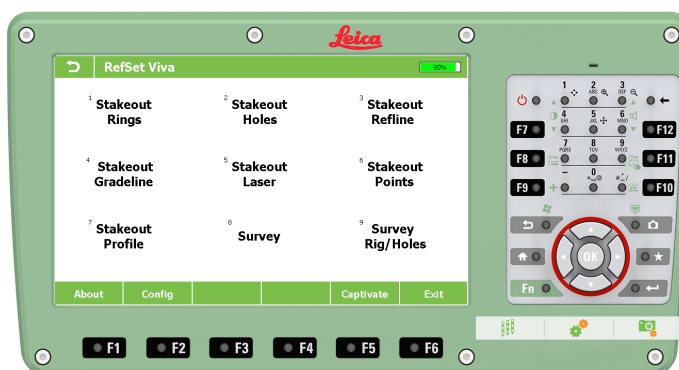 Leica
RefSet Viva
90%
1 Stakeout
Rings
2 Stakeout
Holes
3 Stakeout
Refline
4 Stakeout
Gradeline
5 Stakeout
Laser
6 Stakeout
Points
7 Stakeout
Profile
8 Survey
9 Survey
Rig/Holes
About Config Captivate Exit
F1 F2 F3 F4 F5 F6
1 2 3
ABC DEF
4 5 6
GHI JKL MNO
F7 F12
7 8 9
PQRS TUV WXYZ
F8 F11
- 0 .
F9 F10
OK
Fn